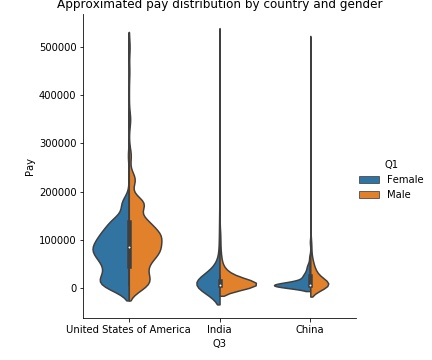 Approximated pay distribution by country and gender
500000
400000
300000
200000
100000
0
Pay
United States of America India China
Q3
Q1
Female
Male